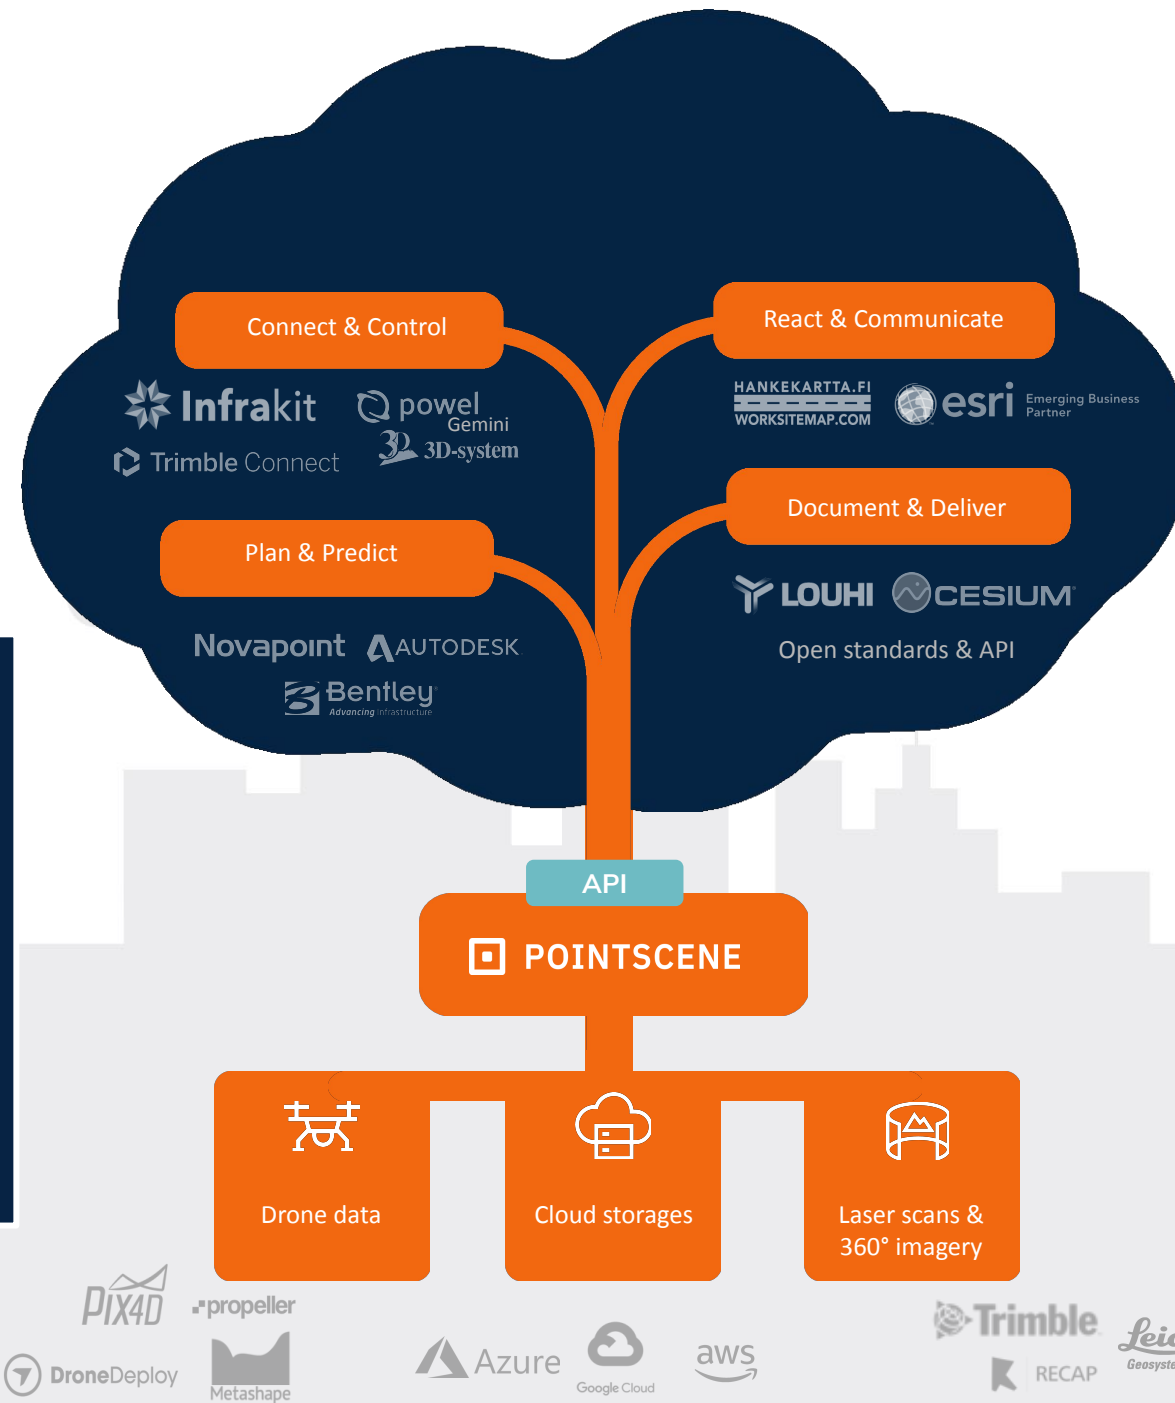 Connect & Control
React & Communicate
Infrakit
powel
Gemini
3D-system
Trimble Connect
HANKEKARTTA.FI
WORKSITEMAP.COM
esri
Emerging Business
Partner
Plan & Predict
Document & Deliver
Novapoint
AUTODESK
Bentley
Advancing Infrastructure
LOUHI
CESIUM
Open standards & API
API
POINTSCENE
Drone data
Cloud storages
Laser scans &
360° imagery
PIX4D
propeller
DroneDeploy
Metashape
Azure
Google Cloud
aws
Trimble
RECAP